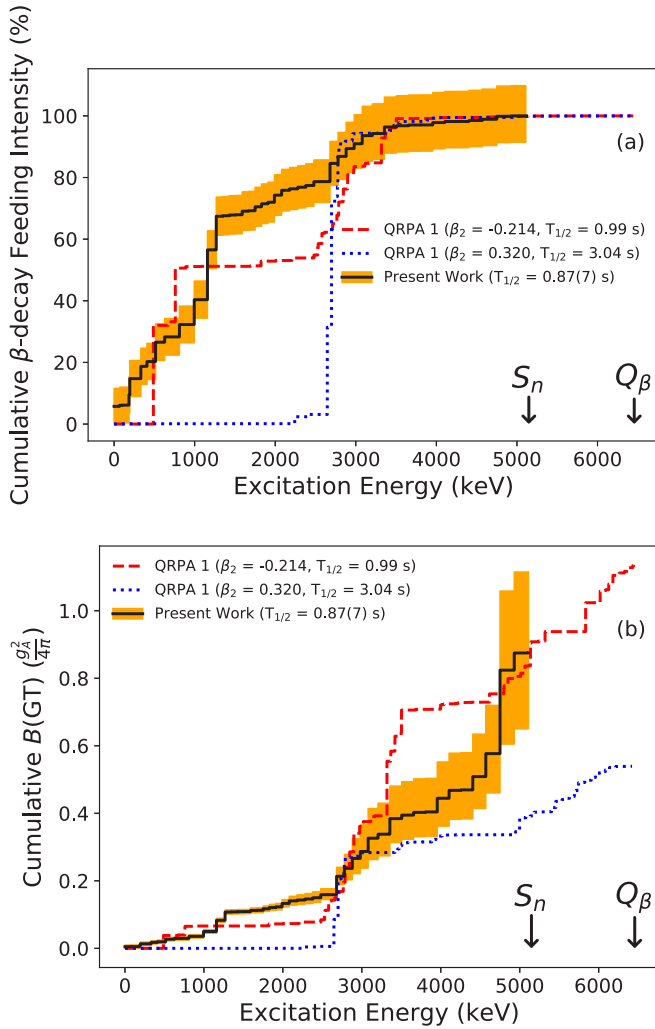 Cumulative β-decay Feeding Intensity (%)
100
80
60
40
20
0
(a)
QRPA 1 (β₂ = -0.214, T₁/₂ = 0.99 s)
QRPA 1 (β₂ = 0.320, T₁/₂ = 3.04 s)
Present Work (T₁/₂ = 0.87(7) s)
Sₙ
Q_β
0 1000 2000 3000 4000 5000 6000
Excitation Energy (keV)
Cumulative B(GT) (g_A²/4π)
QRPA 1 (β₂ = -0.214, T₁/₂ = 0.99 s)
QRPA 1 (β₂ = 0.320, T₁/₂ = 3.04 s)
Present Work (T₁/₂ = 0.87(7) s)
(b)
1.0
0.8
0.6
0.4
0.2
0.0
Sₙ
Q_β
0 1000 2000 3000 4000 5000 6000
Excitation Energy (keV)